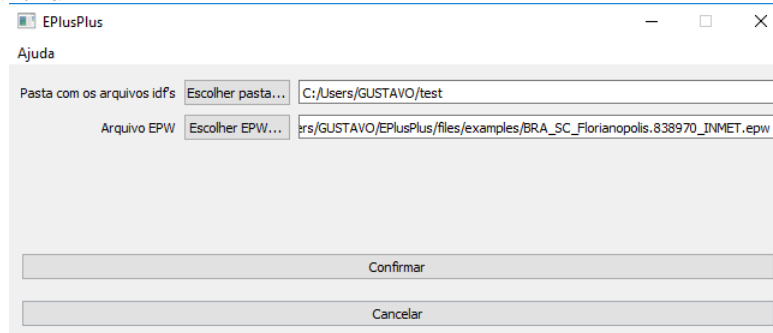 EPlusPlus
Ajuda
Pasta com os arquivos idf's Escolher pasta... C:/Users/GUSTAVO/test
Arquivo EPW Escolher EPW... ers/GUSTAVO/EPlusPlus/files/examples/BRA_SC_Florianopolis.838970_INMET.epw
Confirmar
Cancelar